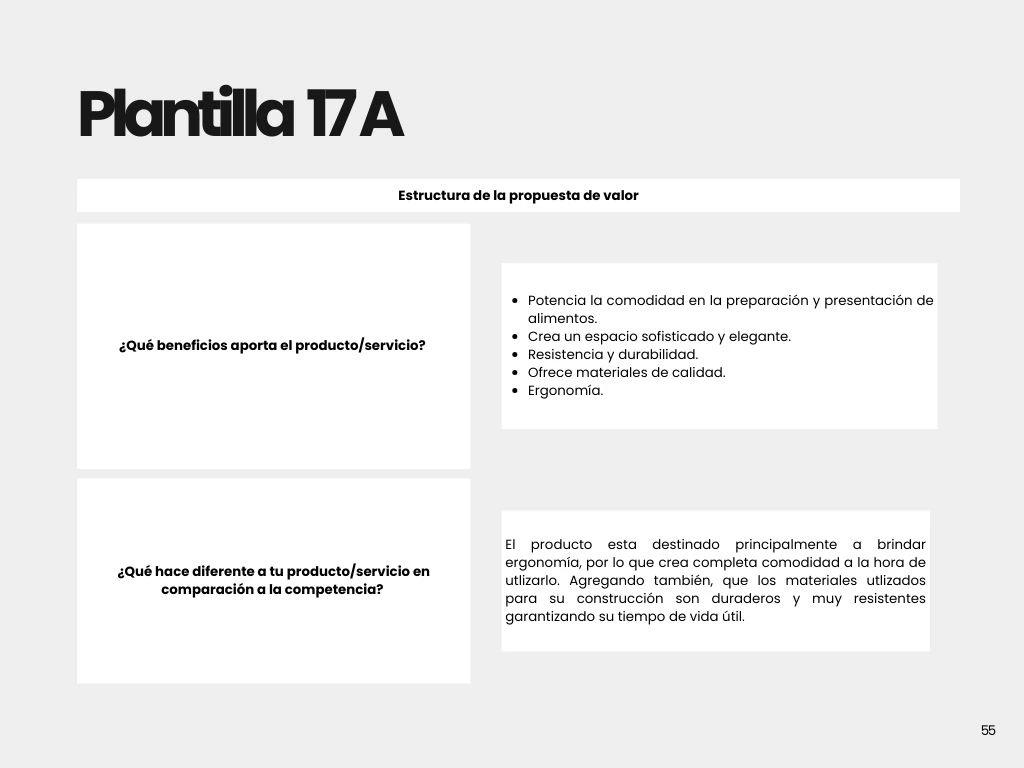 Plantilla 17A
Estructura de la propuesta de valor
¿Qué beneficios aporta el producto/servicio?
• Potencia la comodidad en la preparación y presentación de
alimentos.
• Crea un espacio sofisticado y elegante.
• Resistencia y durabilidad.
• Ofrece materiales de calidad.
• Ergonomía.
¿Qué hace diferente a tu producto/servicio en
comparación a la competencia?
El producto esta destinado principalmente a brindar
ergonomía, por lo que crea completa comodidad a la hora de
utlizarlo. Agregando también, que los materiales utlizados
para su construcción son duraderos y muy resistentes
garantizando su tiempo de vida útil.
55